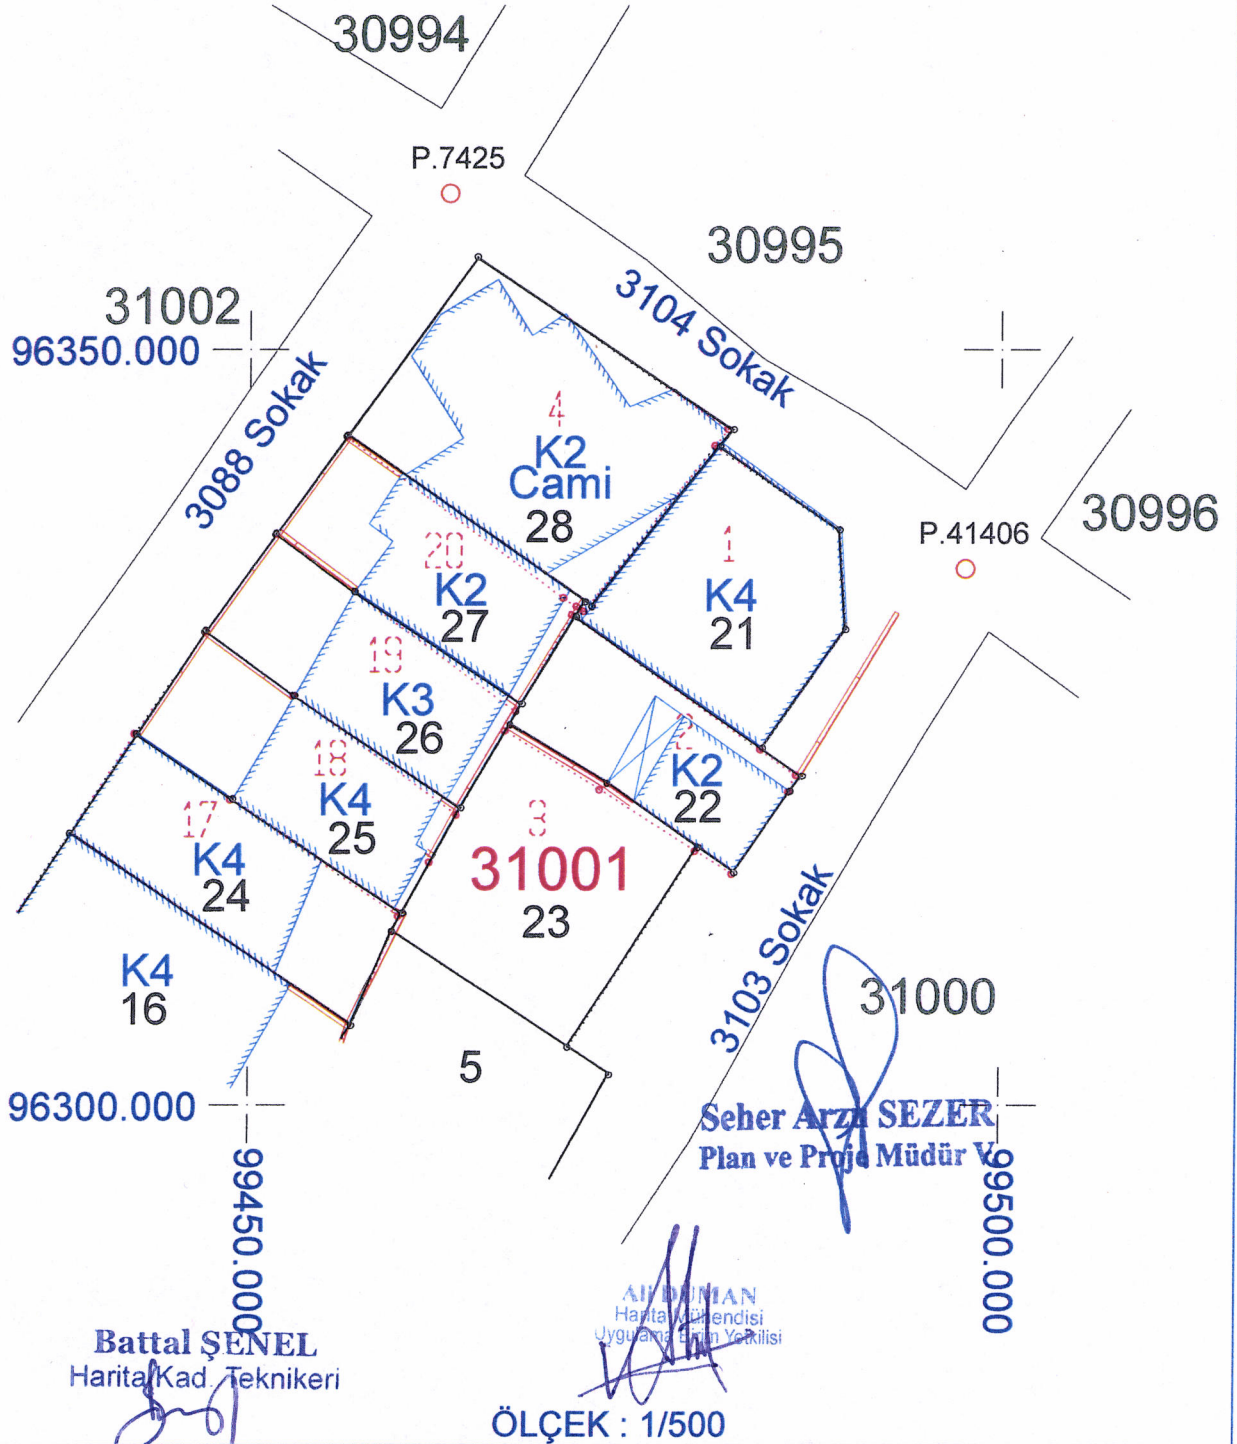 30994
P.7425
30995
31002
3104 Sokak
96350.000
3088 Sokak
4
K2
Cami
28
30996
P.41406
20
K2
27
1
K4
21
19
K3
26
18
K4
25
2
K2
22
17
K4
24
3
31001
23
K4
16
3103 Sokak
31000
5
96300.000
Seher Arzu SEZER
Plan ve Proje Müdür V.
99450.000
99500.000
Ali DUMAN
Harita Mühendisi
Uygulama Birim Yetkilisi
Battal ŞENEL
Harita Kad. Teknikeri
ÖLÇEK : 1/500